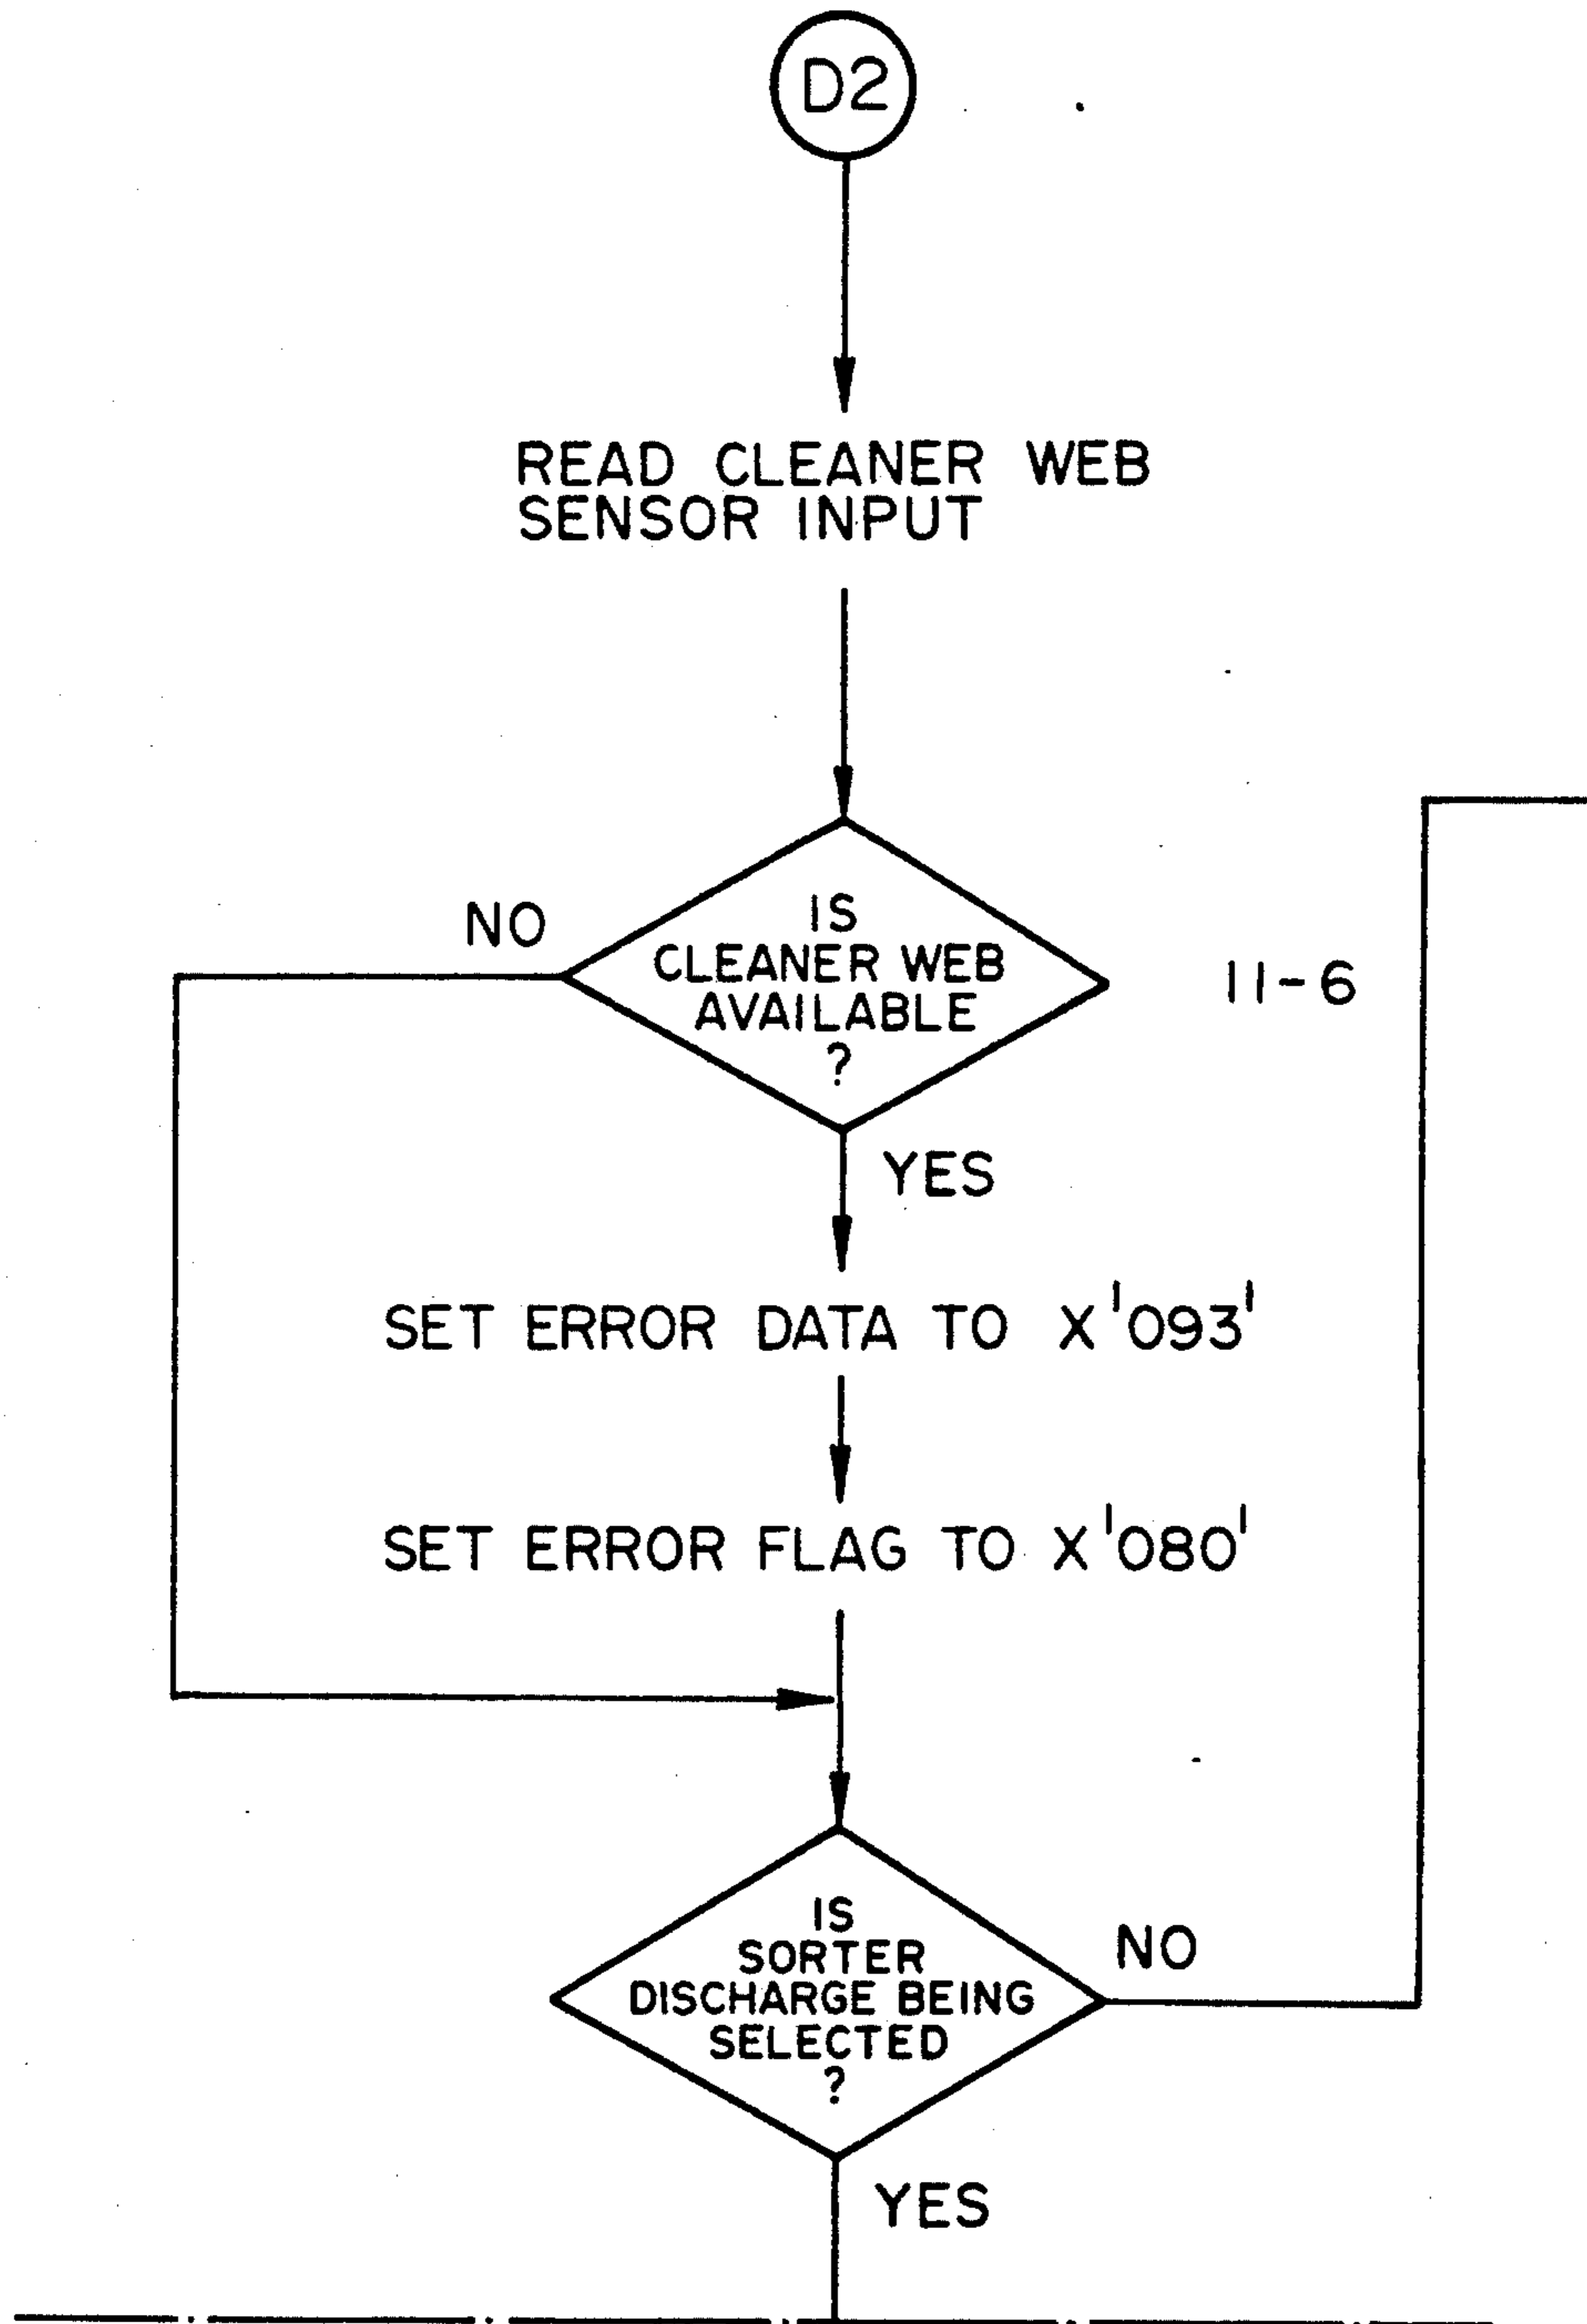 D2
READ CLEANER WEB
SENSOR INPUT
NO
IS
CLEANER WEB
AVAILABLE
?
11-6
YES
SET ERROR DATA TO X'093'
SET ERROR FLAG TO X'080'
IS
SORTER
DISCHARGE BEING
SELECTED
?
NO
YES